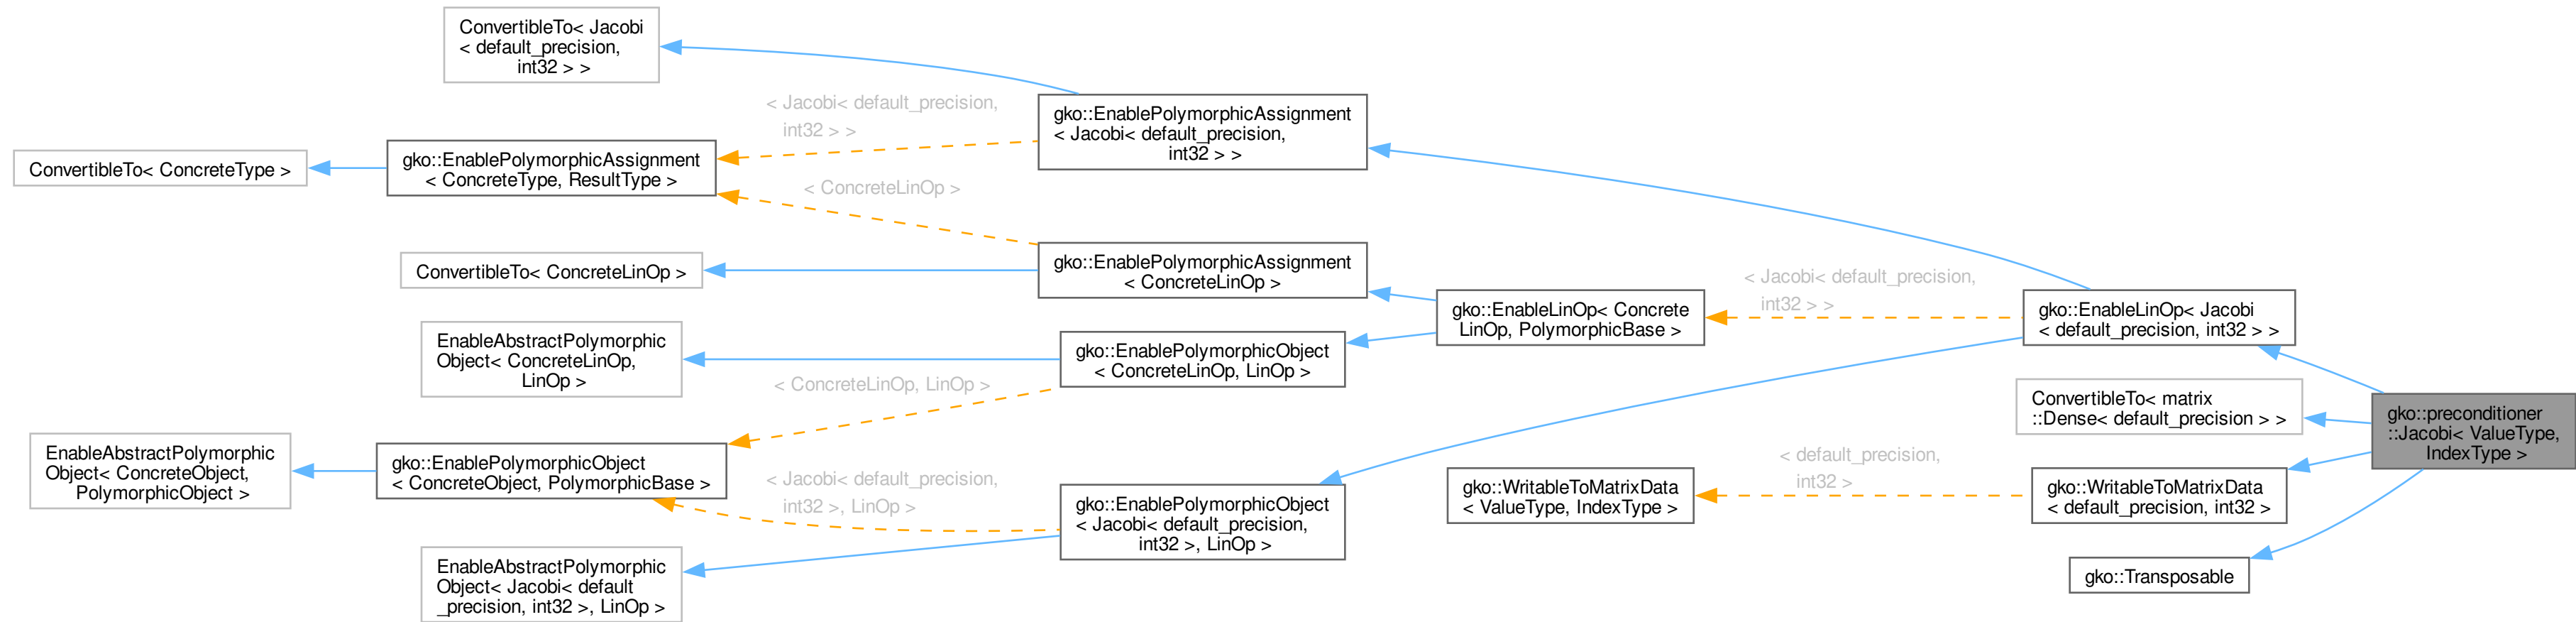 ConvertibleTo< Jacobi
< default_precision,
int32 > >
ConvertibleTo< ConcreteType >
gko::EnablePolymorphicAssignment
< ConcreteType, ResultType >
< Jacobi< default_precision,
int32 > >
< ConcreteLinOp >
gko::EnablePolymorphicAssignment
< Jacobi< default_precision,
int32 > >
ConvertibleTo< ConcreteLinOp >
gko::EnablePolymorphicAssignment
< ConcreteLinOp >
EnableAbstractPolymorphic
Object< ConcreteLinOp,
LinOp >
gko::EnablePolymorphicObject
< ConcreteLinOp, LinOp >
gko::EnableLinOp< Concrete
LinOp, PolymorphicBase >
< Jacobi< default_precision,
int32 > >
gko::EnableLinOp< Jacobi
< default_precision, int32 > >
< ConcreteLinOp, LinOp >
EnableAbstractPolymorphic
Object< ConcreteObject,
PolymorphicObject >
gko::EnablePolymorphicObject
< ConcreteObject, PolymorphicBase >
< Jacobi< default_precision,
int32 >, LinOp >
gko::EnablePolymorphicObject
< Jacobi< default_precision,
int32 >, LinOp >
EnableAbstractPolymorphic
Object< Jacobi< default
_precision, int32 >, LinOp >
ConvertibleTo< matrix
::Dense< default_precision > >
gko::WritableToMatrixData
< ValueType, IndexType >
< default_precision,
int32 >
gko::WritableToMatrixData
< default_precision, int32 >
gko::Transposable
gko::preconditioner
::Jacobi< ValueType,
IndexType >